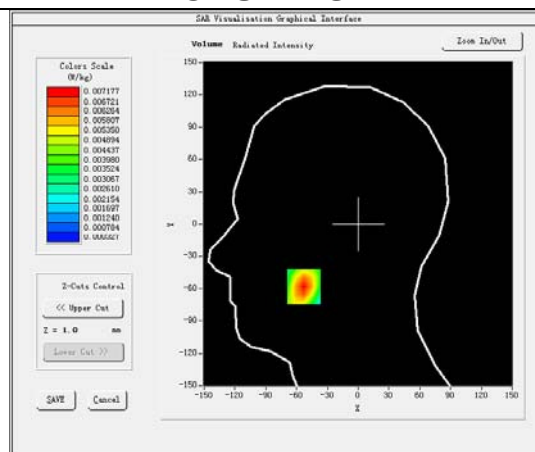 SAR Visualisation Graphical Interface
Volume Radiated Intensity
Zoom In/Out
Colors Scale
(W/kg)
0.007177
0.006721
0.006264
0.005807
0.005350
0.004894
0.004437
0.003980
0.003524
0.003067
0.002610
0.002154
0.001697
0.001240
0.000784
0.000327
Z-Cuts Control
<< Upper Cut
Z = 1.0 mm
Lower Cut >>
SAVE Cancel
150
120
90
60
30
0
-30
-60
-90
-120
-150
Y
-150 -120 -90 -60 -30 0 30 60 90 120 150
X